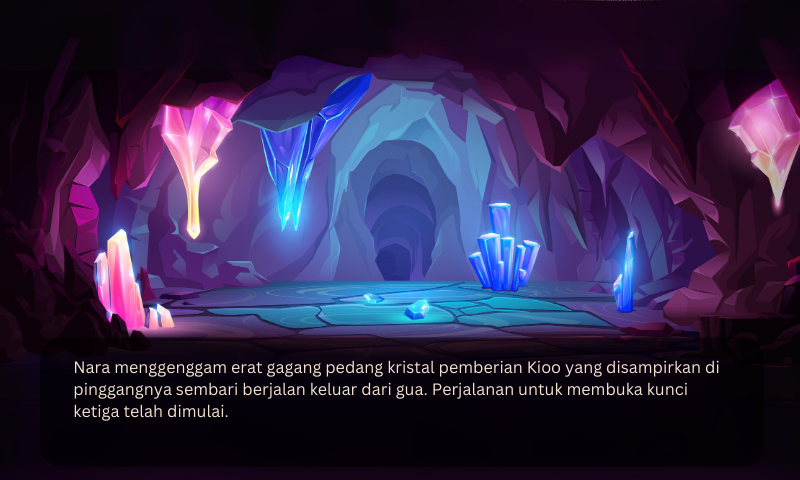 Nara menggenggam erat gagang pedang kristal pemberian Kioo yang disampirkan di
pinggangnya sembari berjalan keluar dari gua. Perjalanan untuk membuka kunci
ketiga telah dimulai.